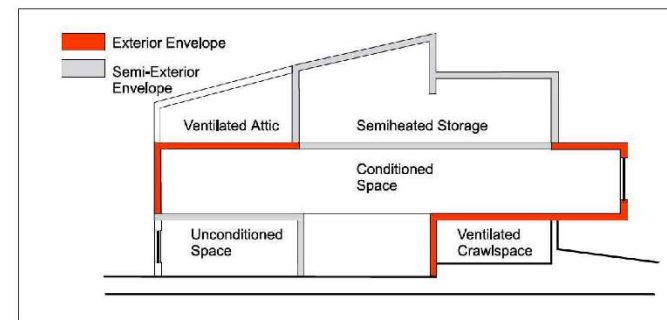 Exterior Envelope
Semi-Exterior
Envelope
Ventilated Attic
Semiheated Storage
Conditioned
Space
Unconditioned
Space
Ventilated
Crawlspace